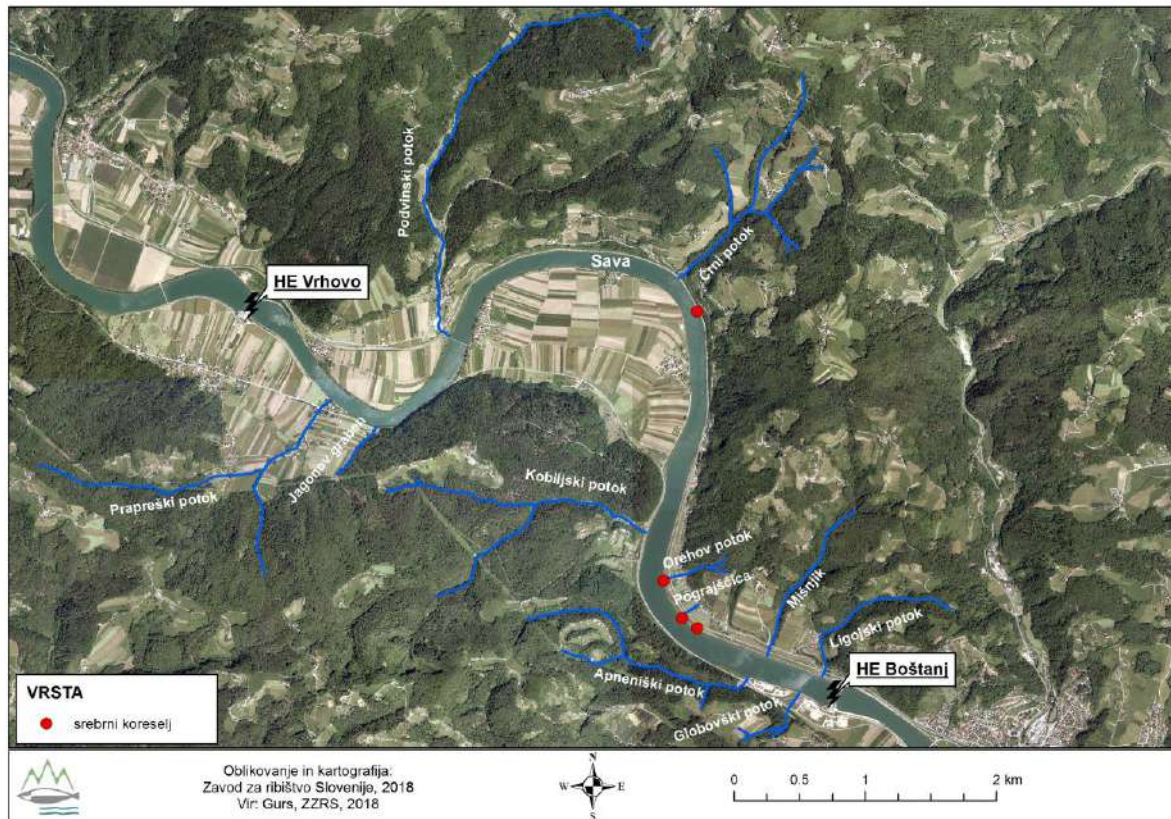 Podvinski potok
Črni potok
Sava
HE Vrhovo
Jagomev graben
Prapreški potok
Kobiljski potok
Orehov potok
Pograjščica
Mišnjik
Ligojski potok
HE Boštanj
Apneniški potok
Globovški potok
VRSTA
srebrni koreselj
Oblikovanje in kartografija:
Zavod za ribištvo Slovenije, 2018
Vir: Gurs, ZZRS, 2018
N
W E
S
0 0.5 1 2 km